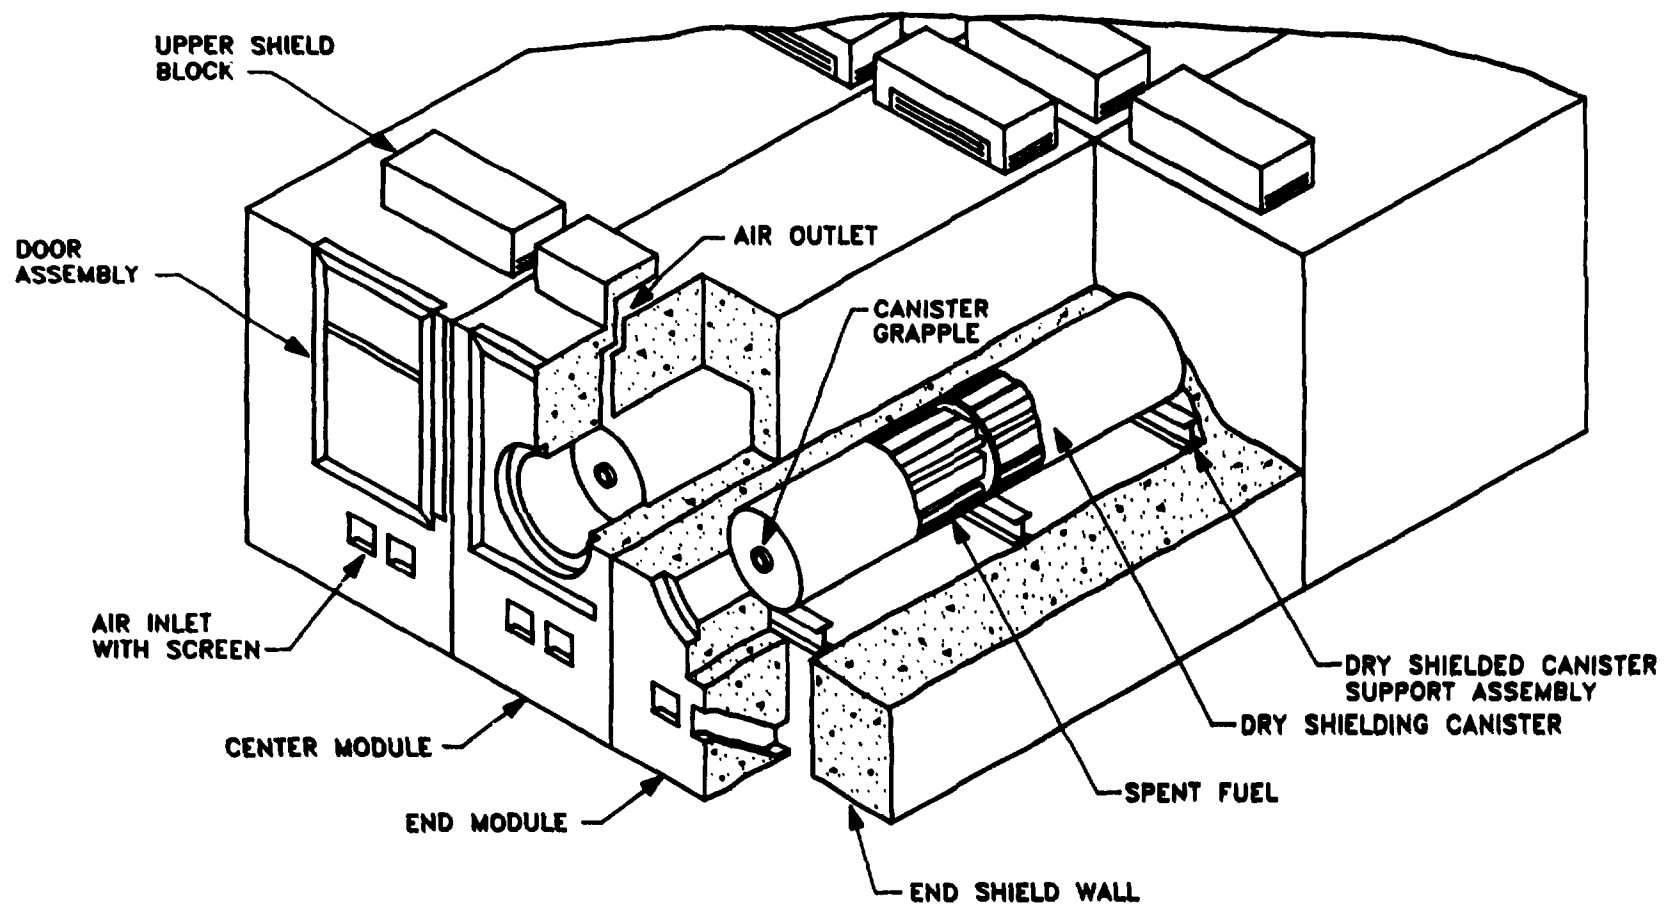 UPPER SHIELD
BLOCK
DOOR
ASSEMBLY
AIR OUTLET
CANISTER
GRAPPLE
AIR INLET
WITH SCREEN
CENTER MODULE
END MODULE
DRY SHIELDED CANISTER
SUPPORT ASSEMBLY
DRY SHIELDING CANISTER
SPENT FUEL
END SHIELD WALL